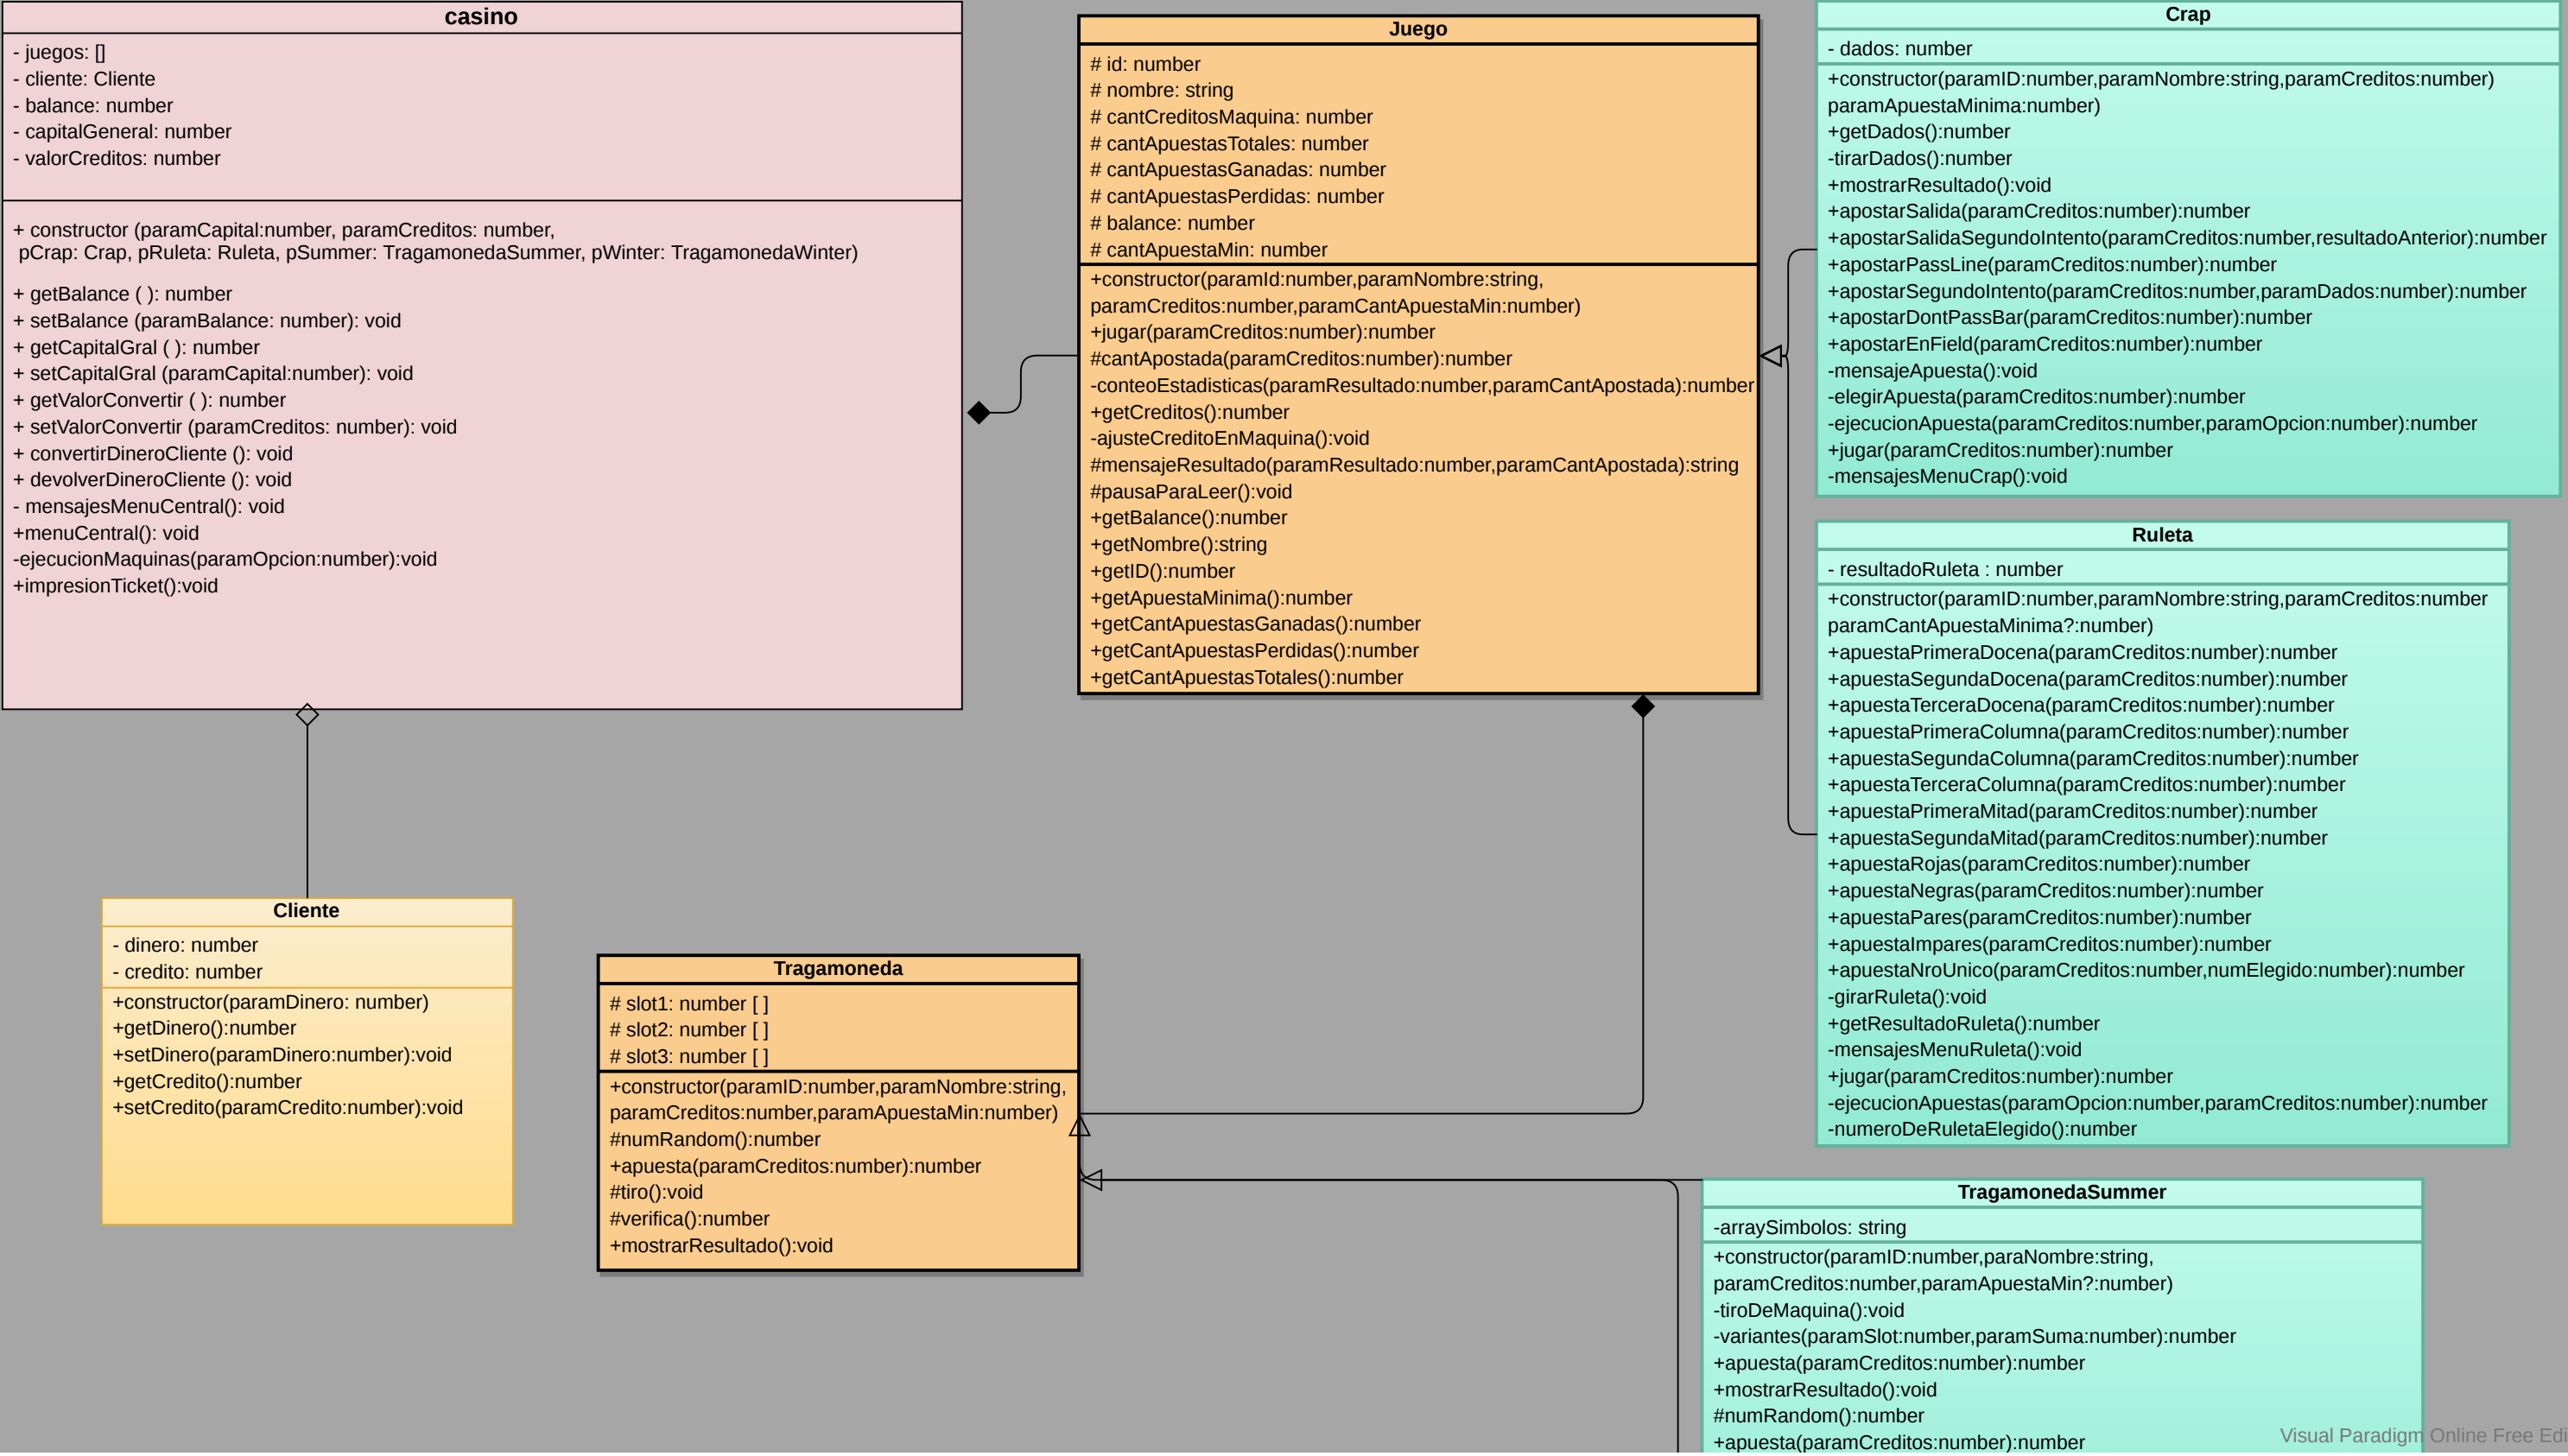 casino
- juegos: []
- cliente: Cliente
- balance: number
- capitalGeneral: number
- valorCreditos: number
+ constructor (paramCapital:number, paramCreditos: number,
pCrap: Crap, pRuleta: Ruleta, pSummer: TragamonedaSummer, pWinter: TragamonedaWinter)
+ getBalance ( ): number
+ setBalance (paramBalance: number): void
+ getCapitalGral ( ): number
+ setCapitalGral (paramCapital:number): void
+ getValorConvertir ( ): number
+ setValorConvertir (paramCreditos: number): void
+ convertirDineroCliente (): void
+ devolverDineroCliente (): void
- mensajesMenuCentral(): void
+menuCentral(): void
-ejecucionMaquinas(paramOpcion:number):void
+impresionTicket():void
Juego
# id: number
# nombre: string
# cantCreditosMaquina: number
# cantApuestasTotales: number
# cantApuestasGanadas: number
# cantApuestasPerdidas: number
# balance: number
# cantApuestaMin: number
+constructor(paramId:number,paramNombre:string,
paramCreditos:number,paramCantApuestaMin:number)
+jugar(paramCreditos:number):number
#cantApostada(paramCreditos:number):number
-conteoEstadisticas(paramResultado:number,paramCantApostada):number
+getCreditos():number
-ajusteCreditoEnMaquina():void
#mensajeResultado(paramResultado:number,paramCantApostada):string
#pausaParaLeer():void
+getBalance():number
+getNombre():string
+getID():number
+getApuestaMinima():number
+getCantApuestasGanadas():number
+getCantApuestasPerdidas():number
+getCantApuestasTotales():number
Crap
- dados: number
+constructor(paramID:number,paramNombre:string,paramCreditos:number)
paramApuestaMinima:number)
+getDados():number
-tirarDados():number
+mostrarResultado():void
+apostarSalida(paramCreditos:number):number
+apostarSalidaSegundoIntento(paramCreditos:number,resultadoAnterior):number
+apostarPassLine(paramCreditos:number):number
+apostarSegundoIntento(paramCreditos:number,paramDados:number):number
+apostarDontPassBar(paramCreditos:number):number
+apostarEnField(paramCreditos:number):number
-mensajeApuesta():void
-elegirApuesta(paramCreditos:number):number
-ejecucionApuesta(paramCreditos:number,paramOpcion:number):number
+jugar(paramCreditos:number):number
-mensajesMenuCrap():void
Ruleta
- resultadoRuleta : number
+constructor(paramID:number,paramNombre:string,paramCreditos:number
paramCantApuestaMinima?:number)
+apuestaPrimeraDocena(paramCreditos:number):number
+apuestaSegundaDocena(paramCreditos:number):number
+apuestaTerceraDocena(paramCreditos:number):number
+apuestaPrimeraColumna(paramCreditos:number):number
+apuestaSegundaColumna(paramCreditos:number):number
+apuestaTerceraColumna(paramCreditos:number):number
+apuestaPrimeraMitad(paramCreditos:number):number
+apuestaSegundaMitad(paramCreditos:number):number
+apuestaRojas(paramCreditos:number):number
+apuestaNegras(paramCreditos:number):number
+apuestaPares(paramCreditos:number):number
+apuestaImpares(paramCreditos:number):number
+apuestaNroUnico(paramCreditos:number,numElegido:number):number
-girarRuleta():void
+getResultadoRuleta():number
-mensajesMenuRuleta():void
+jugar(paramCreditos:number):number
-ejecucionApuestas(paramOpcion:number,paramCreditos:number):number
-numeroDeRuletaElegido():number
Cliente
- dinero: number
- credito: number
+constructor(paramDinero: number)
+getDinero():number
+setDinero(paramDinero:number):void
+getCredito():number
+setCredito(paramCredito:number):void
Tragamoneda
# slot1: number [ ]
# slot2: number [ ]
# slot3: number [ ]
+constructor(paramID:number,paramNombre:string,
paramCreditos:number,paramApuestaMin:number)
#numRandom():number
+apuesta(paramCreditos:number):number
#tiro():void
#verifica():number
+mostrarResultado():void
TragamonedaSummer
-arraySimbolos: string
+constructor(paramID:number,paraNombre:string,
paramCreditos:number,paramApuestaMin?:number)
-tiroDeMaquina():void
-variantes(paramSlot:number,paramSuma:number):number
+apuesta(paramCreditos:number):number
+mostrarResultado():void
#numRandom():number
+apuesta(paramCreditos:number):number
Visual Paradigm Online Free Edi